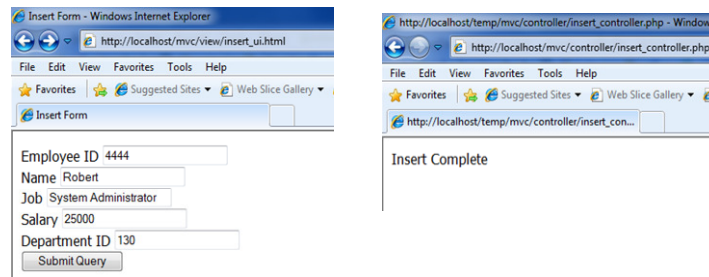 Insert Form - Windows Internet Explorer
http://localhost/mvc/view/insert_ui.html
File Edit View Favorites Tools Help
Favorites Suggested Sites Web Slice Gallery
Insert Form
Employee ID 4444
Name Robert
Job System Administrator
Salary 25000
Department ID 130
Submit Query
http://localhost/temp/mvc/controller/insert_controller.php - Window
http://localhost/mvc/controller/insert_controller.php
File Edit View Favorites Tools Help
Favorites Suggested Sites Web Slice Gallery
http://localhost/temp/mvc/controller/insert_con...
Insert Complete